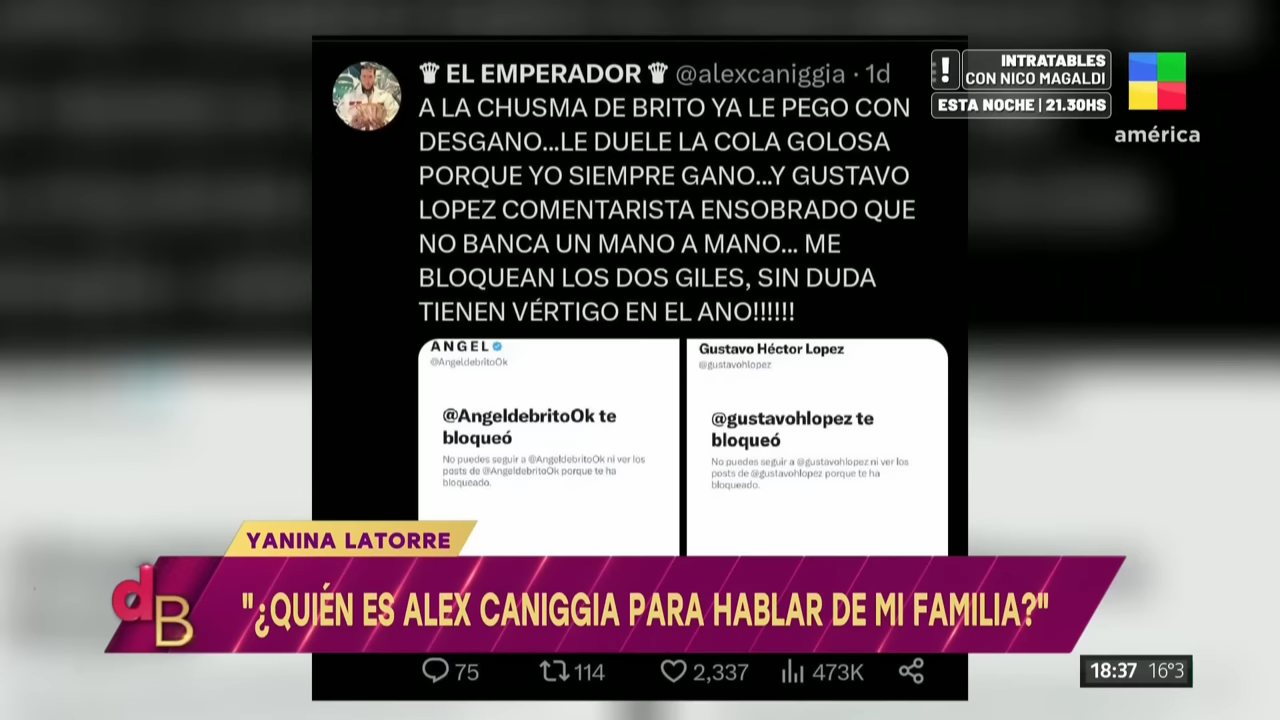 ♛ EL EMPERADOR ♛ @alexcaniggia · 1d
A LA CHUSMA DE BRITO YA LE PEGO CON
DESGANO...LE DUELE LA COLA GOLOSA
PORQUE YO SIEMPRE GANO...Y GUSTAVO
LOPEZ COMENTARISTA ENSOBRADO QUE
NO BANCA UN MANO A MANO... ME
BLOQUEAN LOS DOS GILES, SIN DUDA
TIENEN VÉRTIGO EN EL ANO!!!!!!
! INTRATABLES
CON NICO MAGALDI
ESTA NOCHE | 21.30HS
américa
ANGEL
@AngeldebritoOk
@AngeldebritoOk te
bloqueó
No puedes seguir a @AngeldebritoOk ni ver los
posts de @AngeldebritoOk porque te ha
bloqueado.
Gustavo Héctor Lopez
@gustavohlopez
@gustavohlopez te
bloqueó
No puedes seguir a @gustavohlopez ni ver los
posts de @gustavohlopez porque te ha
bloqueado.
YANINA LATORRE
dB
"¿QUIÉN ES ALEX CANIGGIA PARA HABLAR DE MI FAMILIA?"
75 114 2,337 473K
18:37 16°3